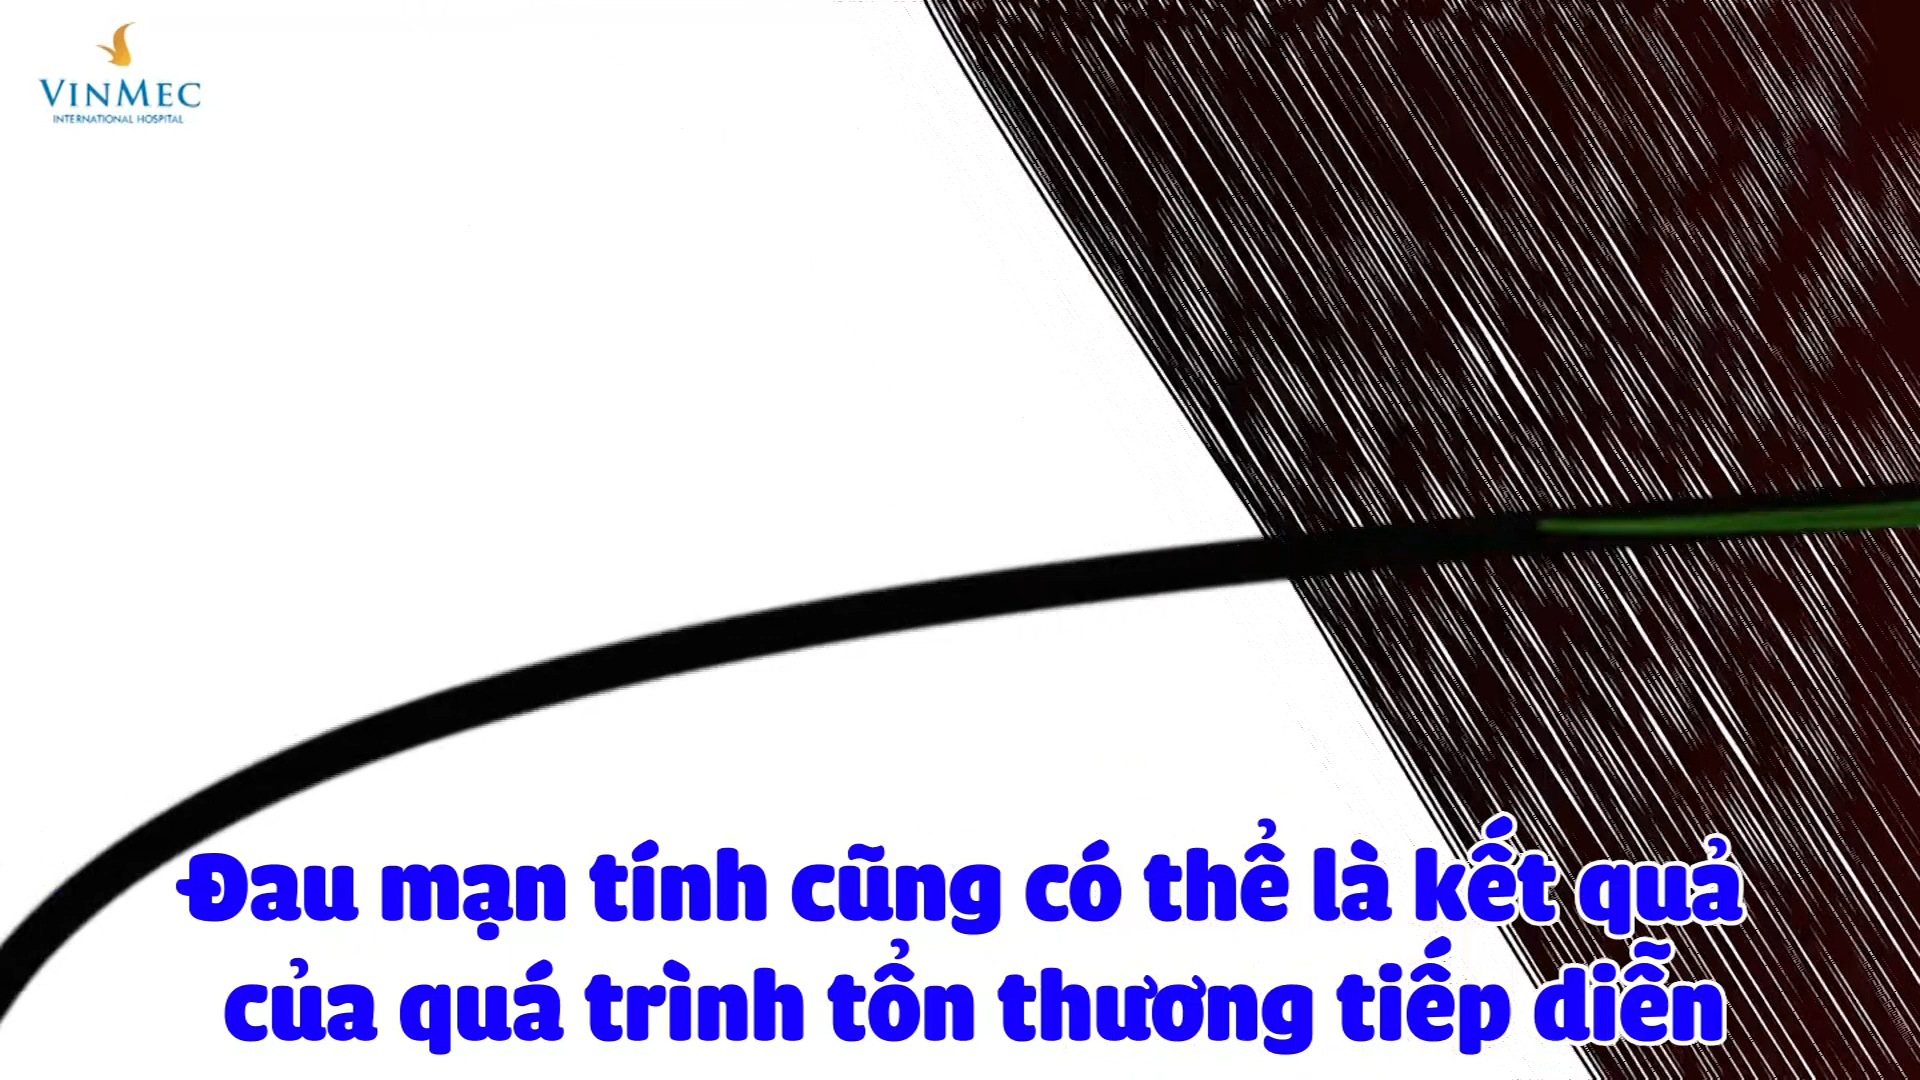 VINMEC
INTERNATIONAL HOSPITAL
Đau mạn tính cũng có thể là kết quả
của quá trình tổn thương tiếp diễn